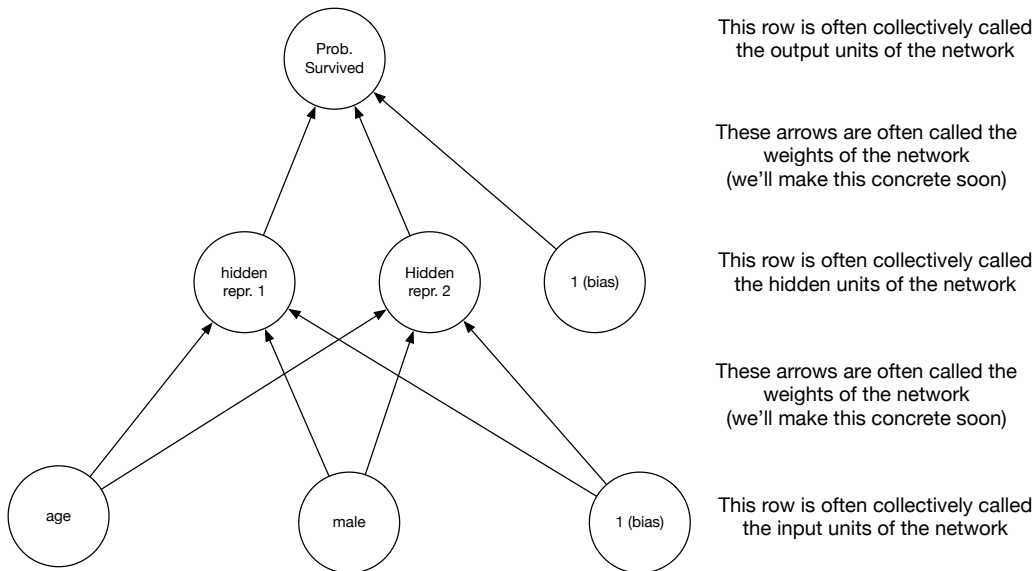 Prob.
Survived
This row is often collectively called
the output units of the network
These arrows are often called the
weights of the network
(we'll make this concrete soon)
hidden
repr. 1
Hidden
repr. 2
1 (bias)
This row is often collectively called
the hidden units of the network
These arrows are often called the
weights of the network
(we'll make this concrete soon)
age
male
1 (bias)
This row is often collectively called
the input units of the network